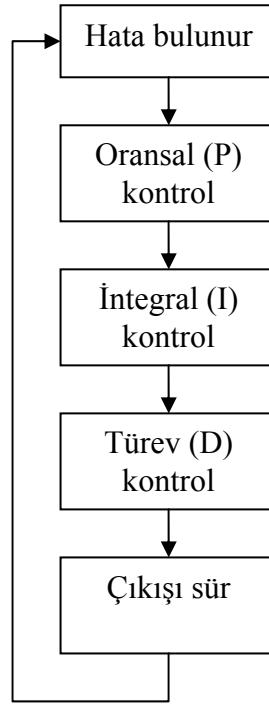 Hata bulunur
Oransal (P)
kontrol
İntegral (I)
kontrol
Türev (D)
kontrol
Çıkışı sür